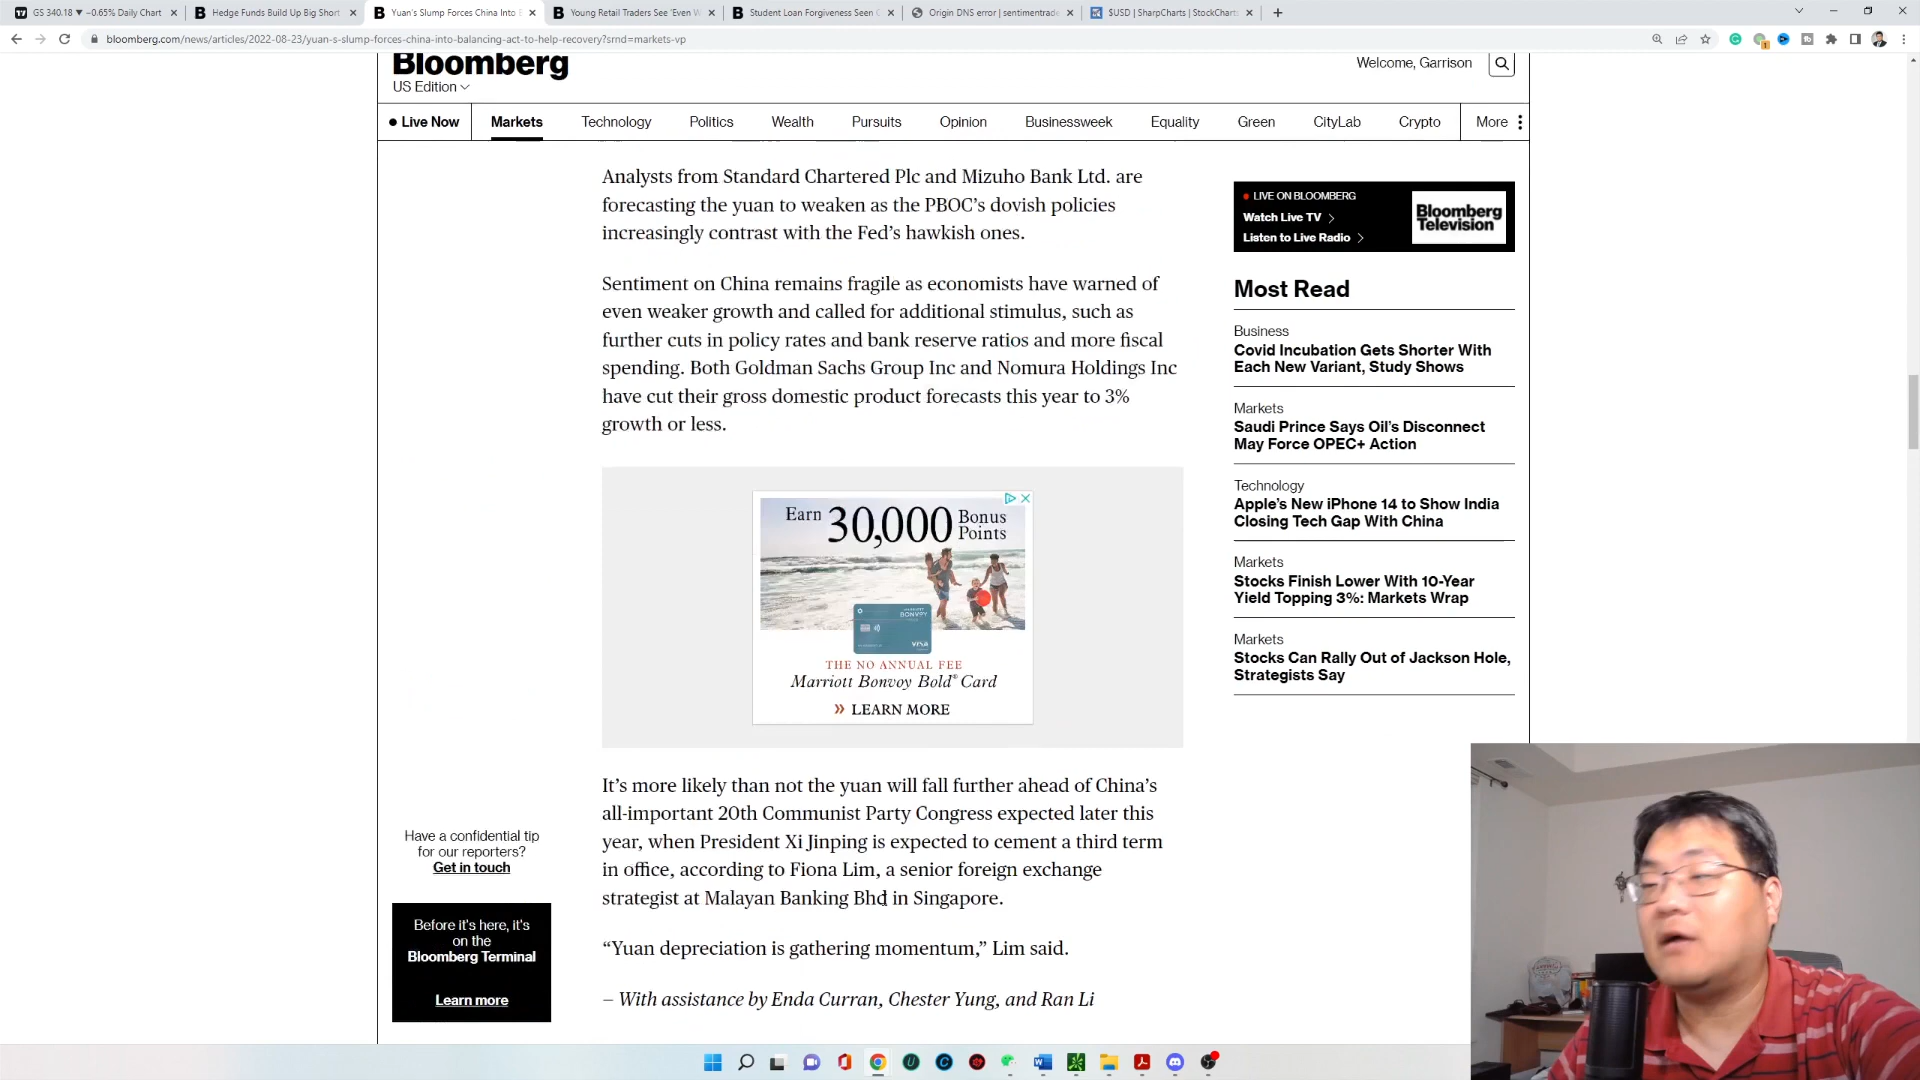 GS 340.18 ▼ −0.65% Daily Chart
Hedge Funds Build Up Big Short
Yuan's Slump Forces China Into
Young Retail Traders See 'Even W
Student Loan Forgiveness Seen
Origin DNS error | sentimentrade
$USD | SharpCharts | StockCharts
bloomberg.com/news/articles/2022-08-23/yuan-s-slump-forces-china-into-balancing-act-to-help-recovery?srnd=markets-vp
Bloomberg
US Edition
Welcome, Garrison
Live Now
Markets
Technology
Politics
Wealth
Pursuits
Opinion
Businessweek
Equality
Green
CityLab
Crypto
More
Analysts from Standard Chartered Plc and Mizuho Bank Ltd. are
forecasting the yuan to weaken as the PBOC's dovish policies
increasingly contrast with the Fed's hawkish ones.
Sentiment on China remains fragile as economists have warned of
even weaker growth and called for additional stimulus, such as
further cuts in policy rates and bank reserve ratios and more fiscal
spending. Both Goldman Sachs Group Inc and Nomura Holdings Inc
have cut their gross domestic product forecasts this year to 3%
growth or less.
Earn 30,000 Bonus Points
MARRIOTT
BONVOY
VISA
THE NO ANNUAL FEE
Marriott Bonvoy Bold® Card
» LEARN MORE
It's more likely than not the yuan will fall further ahead of China's
all-important 20th Communist Party Congress expected later this
year, when President Xi Jinping is expected to cement a third term
in office, according to Fiona Lim, a senior foreign exchange
strategist at Malayan Banking Bhd in Singapore.
“Yuan depreciation is gathering momentum,” Lim said.
– With assistance by Enda Curran, Chester Yung, and Ran Li
Have a confidential tip
for our reporters?
Get in touch
Before it's here, it's
on the
Bloomberg Terminal
Learn more
LIVE ON BLOOMBERG
Watch Live TV
Listen to Live Radio
Bloomberg
Television
Most Read
Business
Covid Incubation Gets Shorter With
Each New Variant, Study Shows
Markets
Saudi Prince Says Oil's Disconnect
May Force OPEC+ Action
Technology
Apple's New iPhone 14 to Show India
Closing Tech Gap With China
Markets
Stocks Finish Lower With 10-Year
Yield Topping 3%: Markets Wrap
Markets
Stocks Can Rally Out of Jackson Hole,
Strategists Say